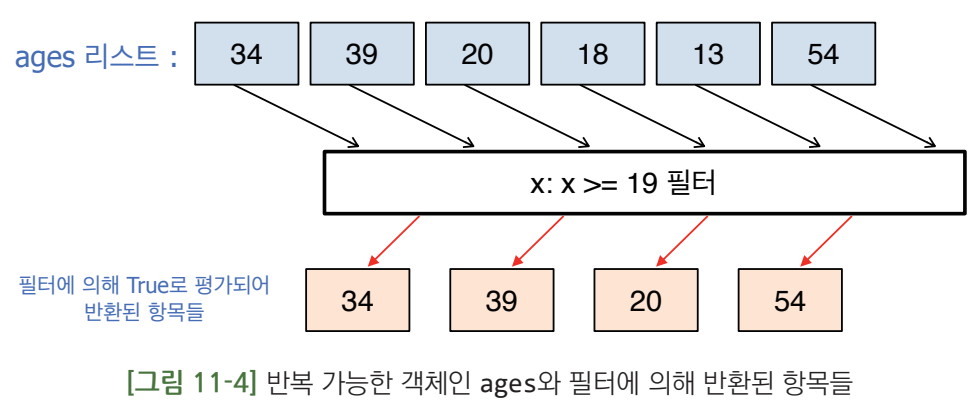 ages 리스트 : 34 39 20 18 13 54
x: x >= 19 필터
필터에 의해 True로 평가되어
반환된 항목들
34 39 20 54
[그림 11-4] 반복 가능한 객체인 ages와 필터에 의해 반환된 항목들